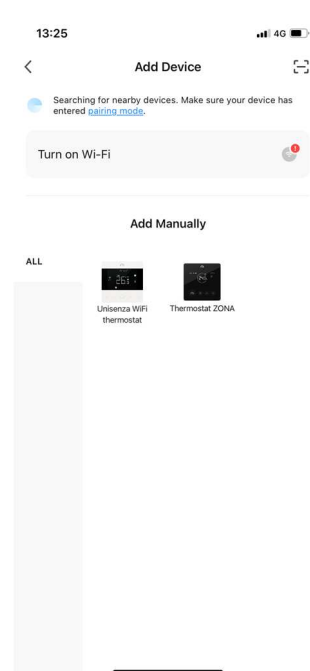 13:25
4G
Add Device
Searching for nearby devices. Make sure your device has
entered pairing mode.
Turn on Wi-Fi
Add Manually
ALL
Unisenza WiFi
thermostat
Thermostat ZONA